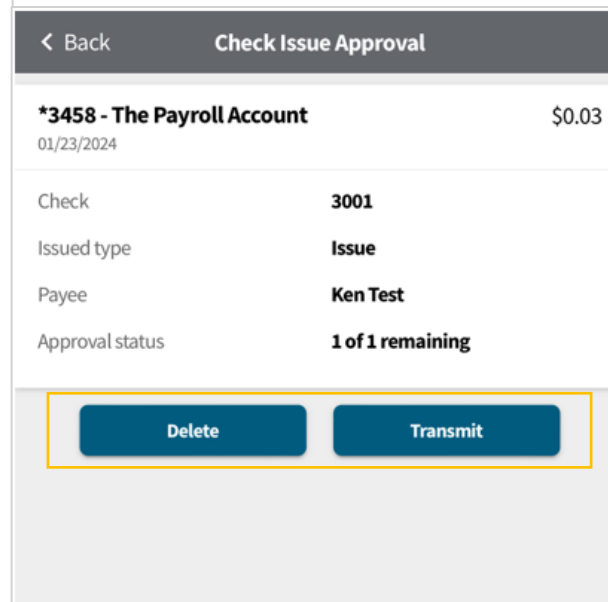 Back Check Issue Approval
*3458 - The Payroll Account $0.03
01/23/2024
Check 3001
Issued type Issue
Payee Ken Test
Approval status 1 of 1 remaining
Delete Transmit